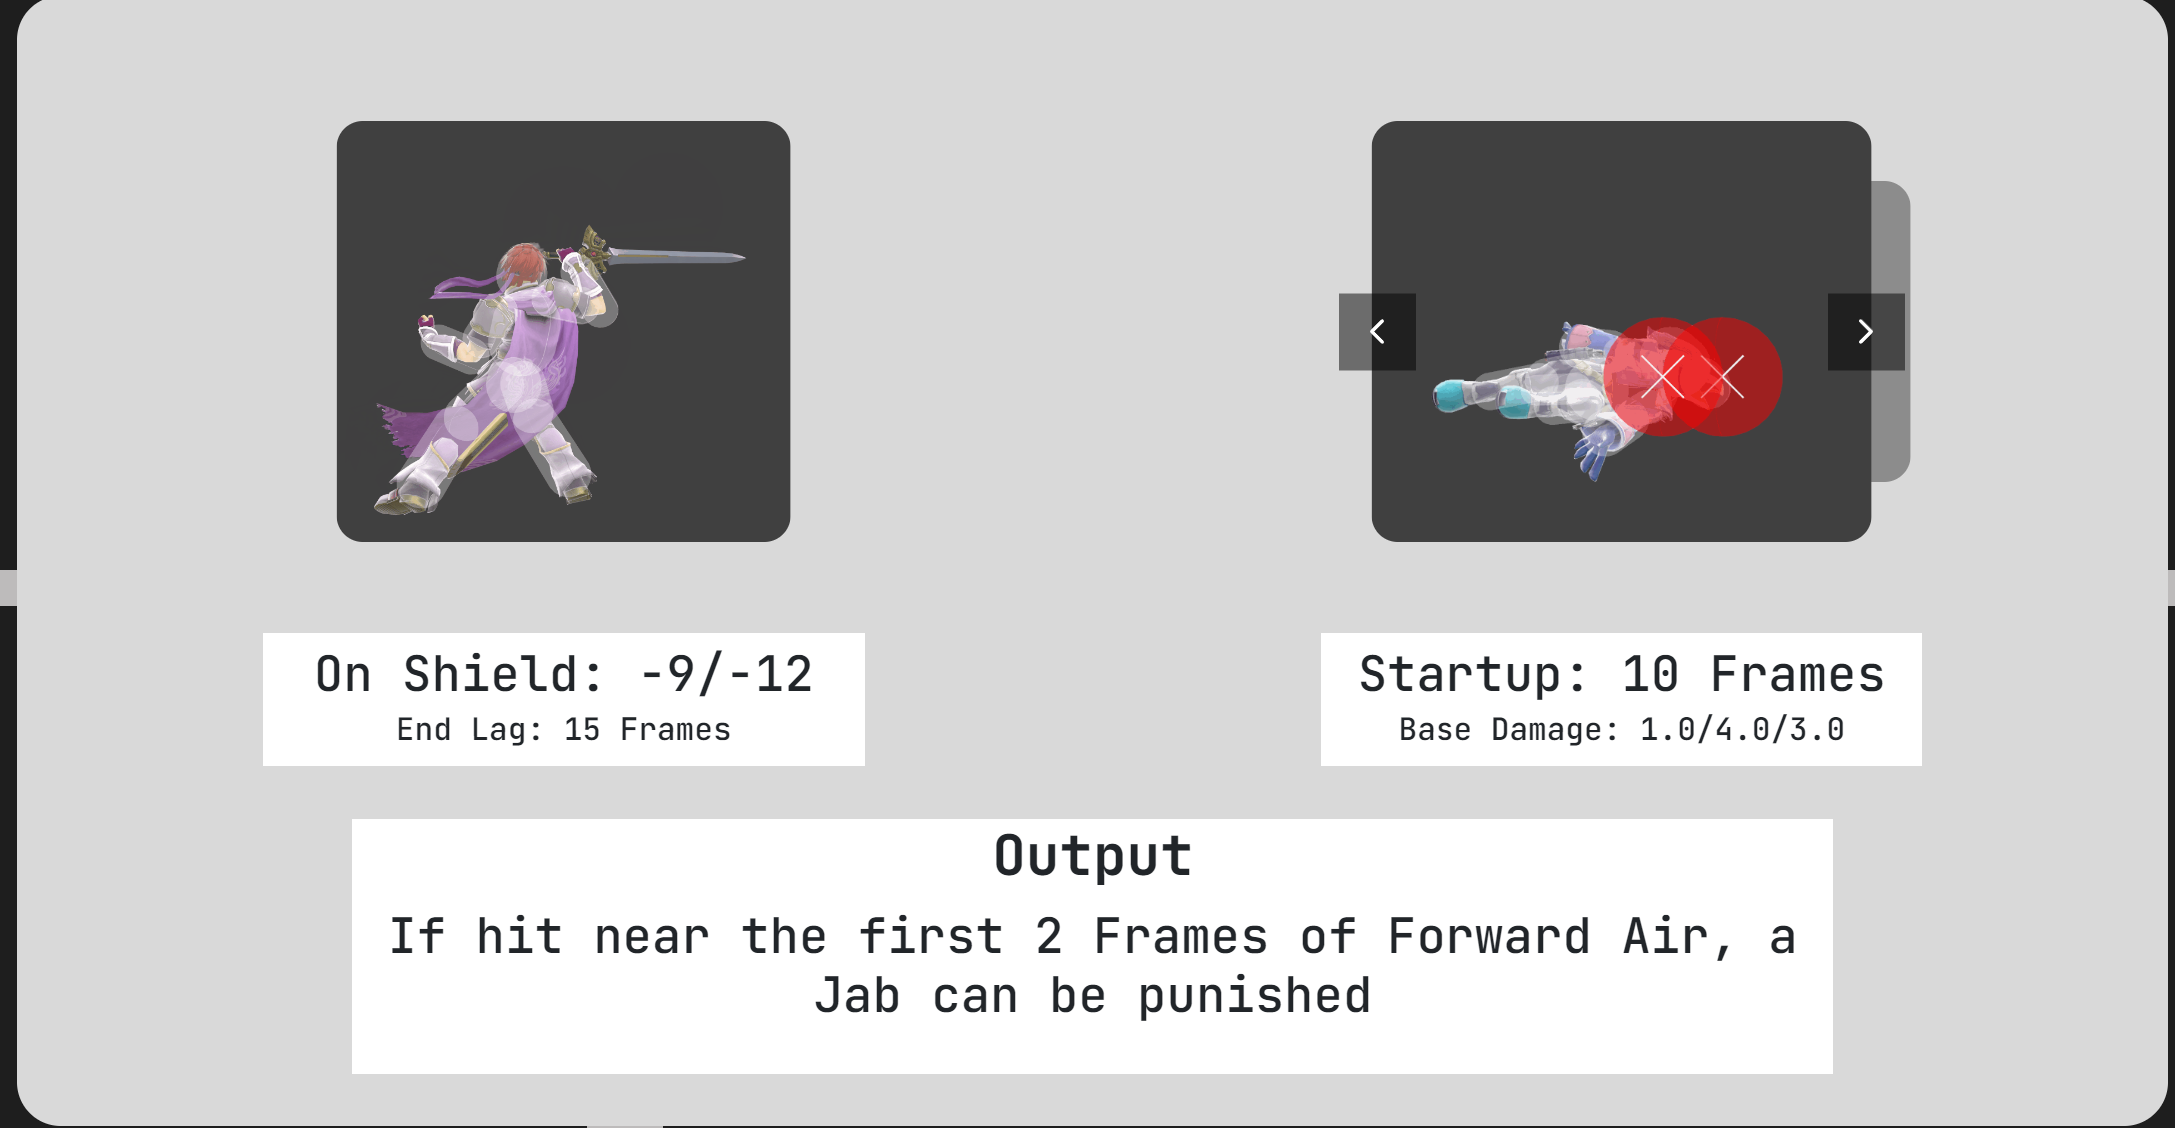 On Shield: -9/-12
End Lag: 15 Frames
Startup: 10 Frames
Base Damage: 1.0/4.0/3.0
Output
If hit near the first 2 Frames of Forward Air, a
Jab can be punished